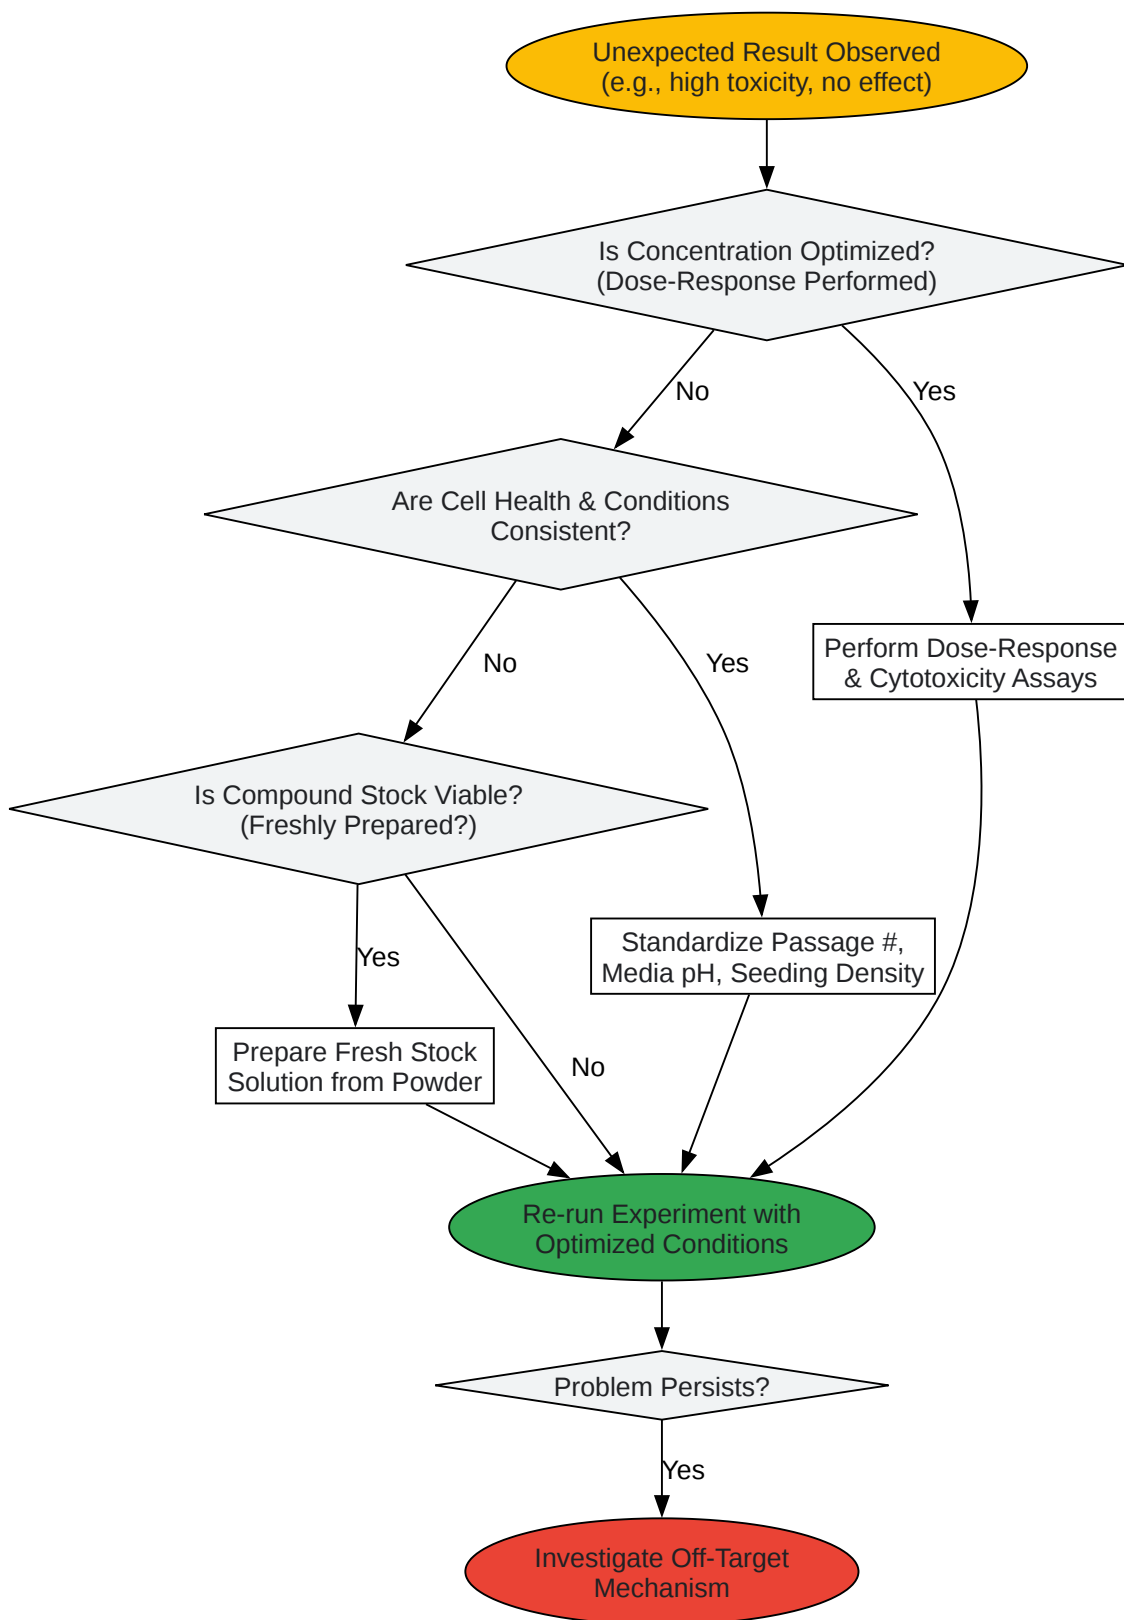 Unexpected Result Observed
(e.g., high toxicity, no effect)
Is Concentration Optimized?
(Dose-Response Performed)
No
Yes
Are Cell Health & Conditions
Consistent?
No
Yes
Perform Dose-Response
& Cytotoxicity Assays
Is Compound Stock Viable?
(Freshly Prepared?)
Yes
No
Standardize Passage #,
Media pH, Seeding Density
Prepare Fresh Stock
Solution from Powder
Re-run Experiment with
Optimized Conditions
Problem Persists?
Yes
Investigate Off-Target
Mechanism